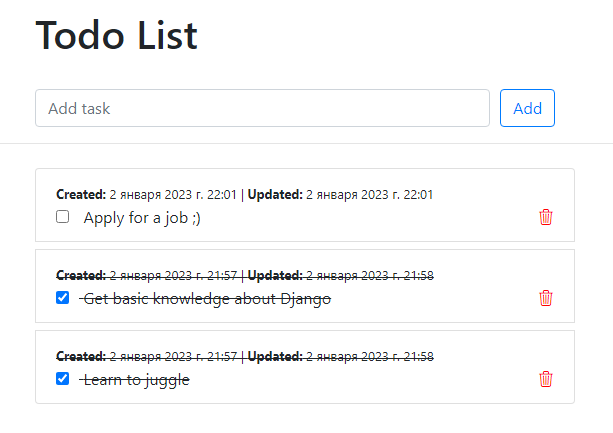 Todo List
Add task
Add
Created: 2 января 2023 г. 22:01 | Updated: 2 января 2023 г. 22:01
Apply for a job ;)
Created: 2 января 2023 г. 21:57 | Updated: 2 января 2023 г. 21:58
Get basic knowledge about Django
Created: 2 января 2023 г. 21:57 | Updated: 2 января 2023 г. 21:58
Learn to juggle